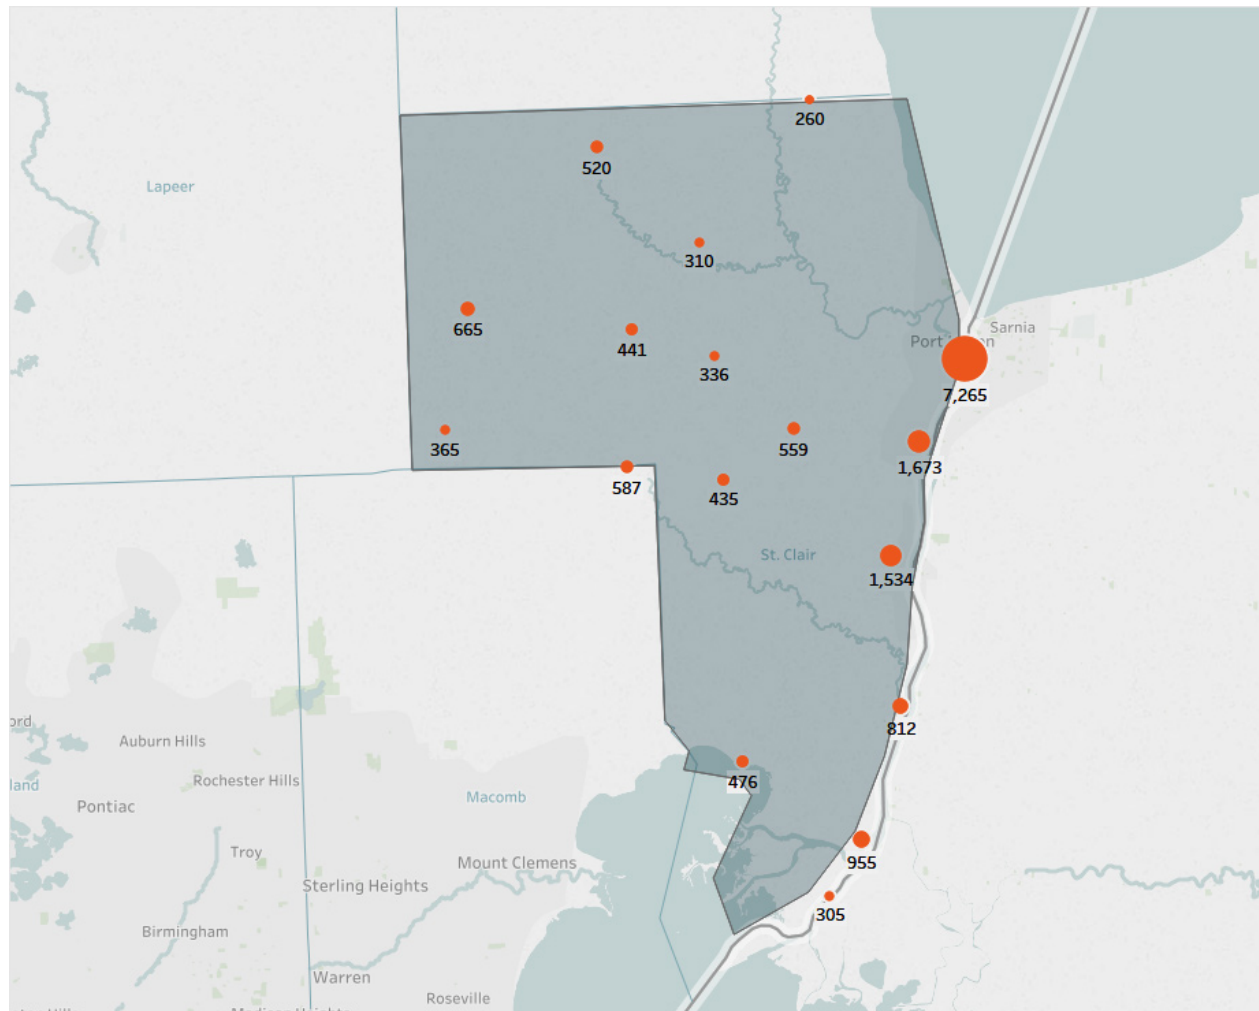 260
520
Lapeer
310
665
Sarnia
441
336
7,265
365
559
1,673
587
435
St. Clair
1,534
812
Auburn Hills
476
Rochester Hills
Macomb
Pontiac
Troy
Mount Clemens
955
Sterling Heights
305
Birmingham
Warren
Roseville